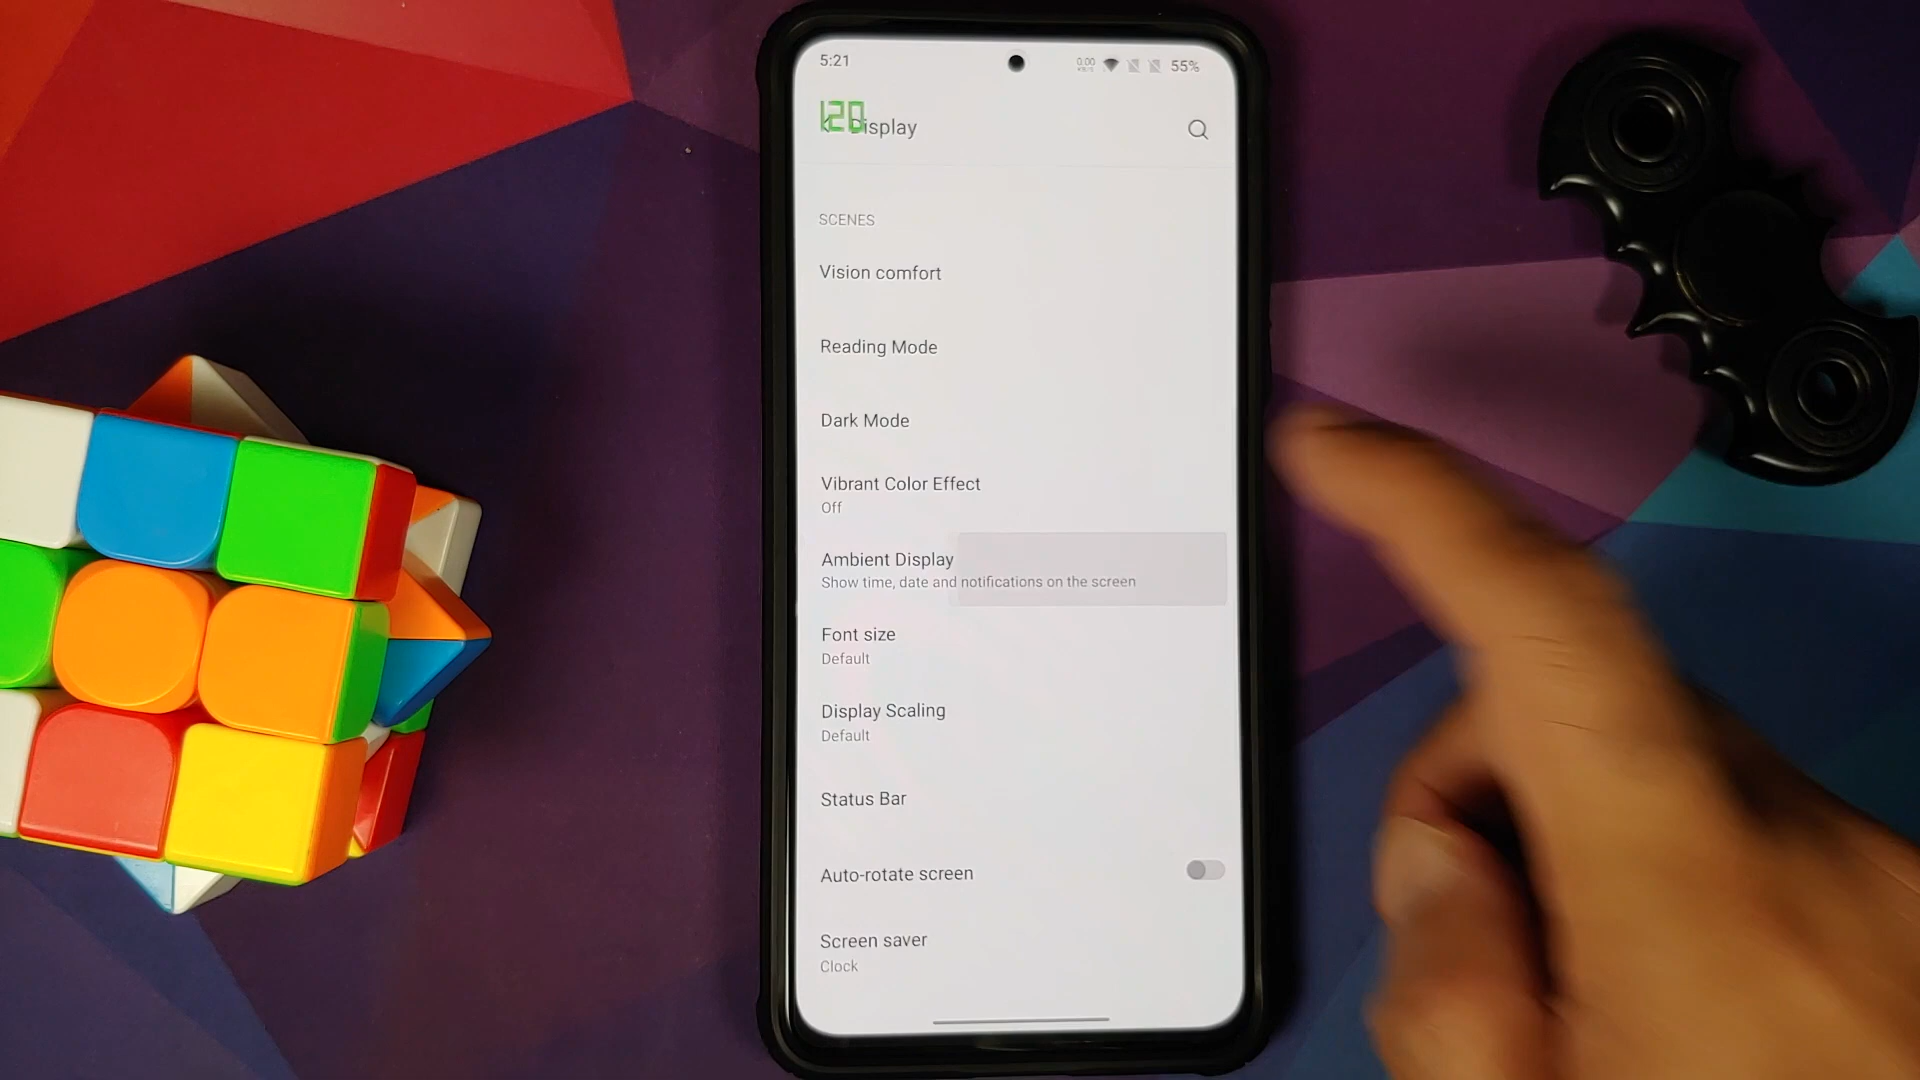 5:21
0.00
55%
120
Display
SCENES
Vision comfort
Reading Mode
Dark Mode
Vibrant Color Effect
Off
Ambient Display
Show time, date and notifications on the screen
Font size
Default
Display Scaling
Default
Status Bar
Auto-rotate screen
Screen saver
Clock